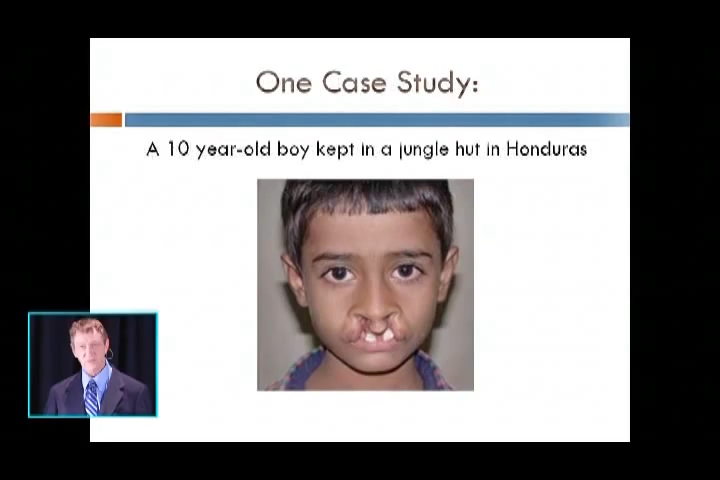 One Case Study:
A 10 year-old boy kept in a jungle hut in Honduras